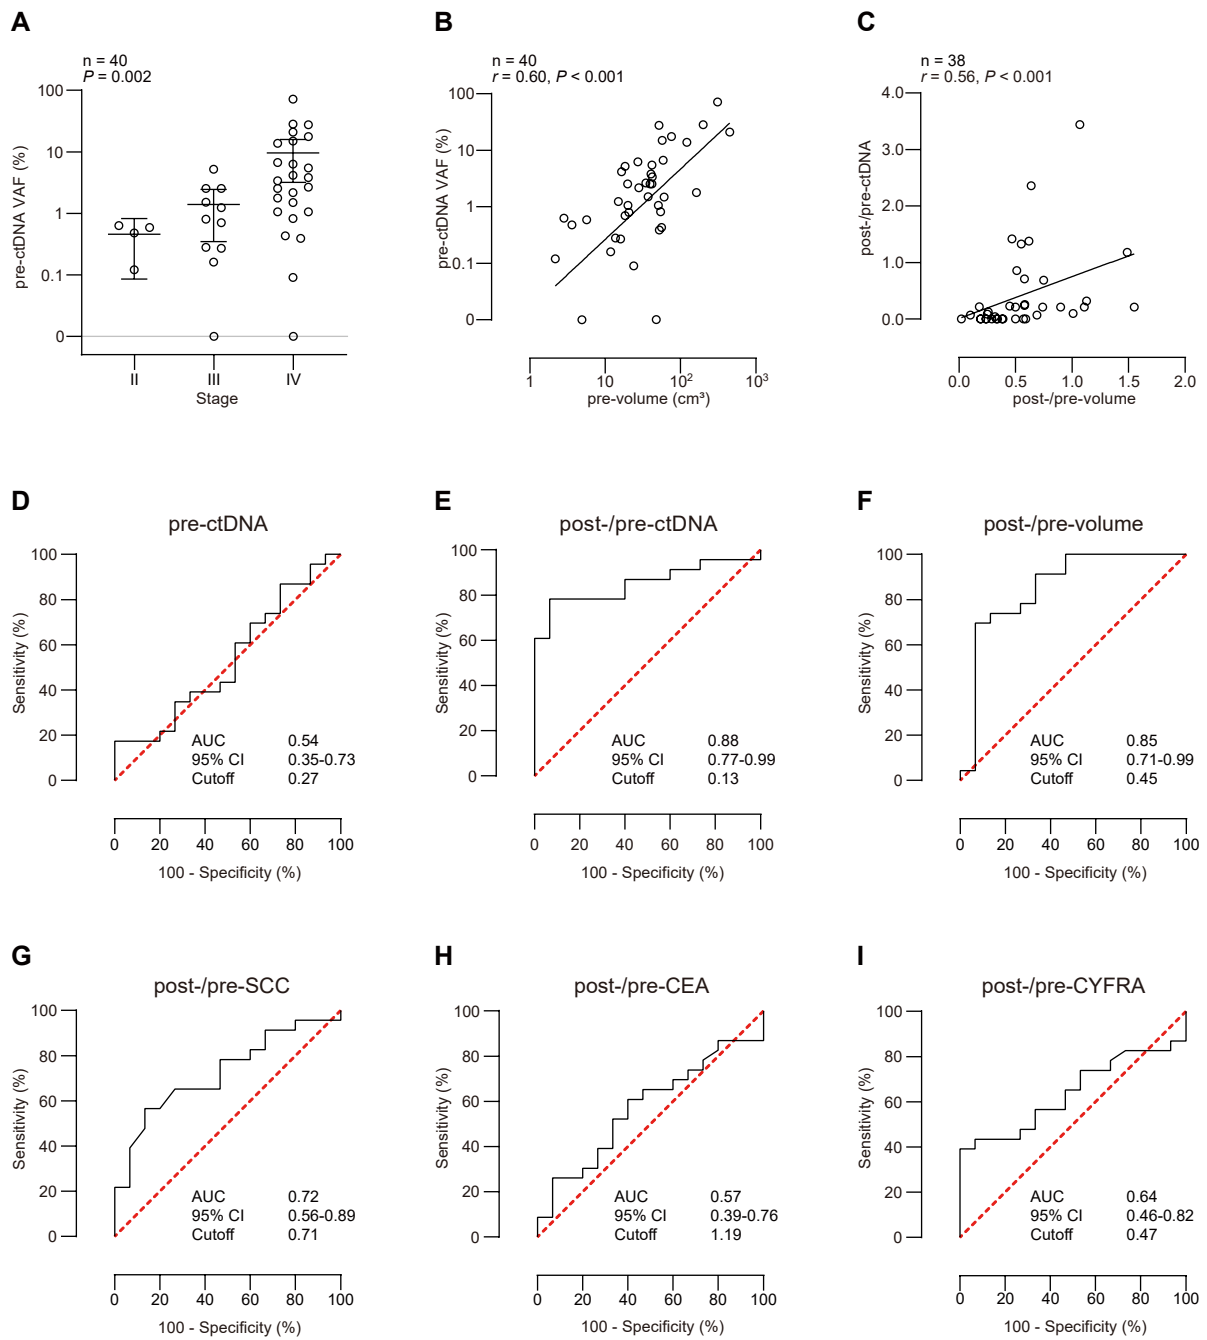 A
n = 40
P = 0.002
pre-ctDNA VAF (%)
100
10
1
0.1
0
II III IV
Stage
B
n = 40
r = 0.60, P < 0.001
pre-ctDNA VAF (%)
100
10
1
0.1
0
1 10 10² 10³
pre-volume (cm³)
C
n = 38
r = 0.56, P < 0.001
post-/pre-ctDNA
4.0
3.0
2.0
1.0
0.0
0.0 0.5 1.0 1.5 2.0
post-/pre-volume
D
pre-ctDNA
Sensitivity (%)
100
80
60
40
20
0
AUC 0.54
95% CI 0.35-0.73
Cutoff 0.27
0 20 40 60 80 100
100 - Specificity (%)
E
post-/pre-ctDNA
Sensitivity (%)
100
80
60
40
20
0
AUC 0.88
95% CI 0.77-0.99
Cutoff 0.13
0 20 40 60 80 100
100 - Specificity (%)
F
post-/pre-volume
Sensitivity (%)
100
80
60
40
20
0
AUC 0.85
95% CI 0.71-0.99
Cutoff 0.45
0 20 40 60 80 100
100 - Specificity (%)
G
post-/pre-SCC
Sensitivity (%)
100
80
60
40
20
0
AUC 0.72
95% CI 0.56-0.89
Cutoff 0.71
0 20 40 60 80 100
100 - Specificity (%)
H
post-/pre-CEA
Sensitivity (%)
100
80
60
40
20
0
AUC 0.57
95% CI 0.39-0.76
Cutoff 1.19
0 20 40 60 80 100
100 - Specificity (%)
I
post-/pre-CYFRA
Sensitivity (%)
100
80
60
40
20
0
AUC 0.64
95% CI 0.46-0.82
Cutoff 0.47
0 20 40 60 80 100
100 - Specificity (%)